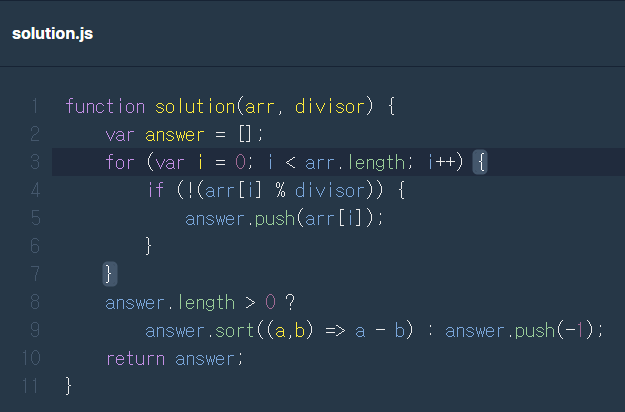 solution.js
1 function solution(arr, divisor) {
2 var answer = [];
3 for (var i = 0; i < arr.length; i++) {
4 if (!(arr[i] % divisor)) {
5 answer.push(arr[i]);
6 }
7 }
8 answer.length > 0 ?
9 answer.sort((a,b) => a - b) : answer.push(-1);
10 return answer;
11 }